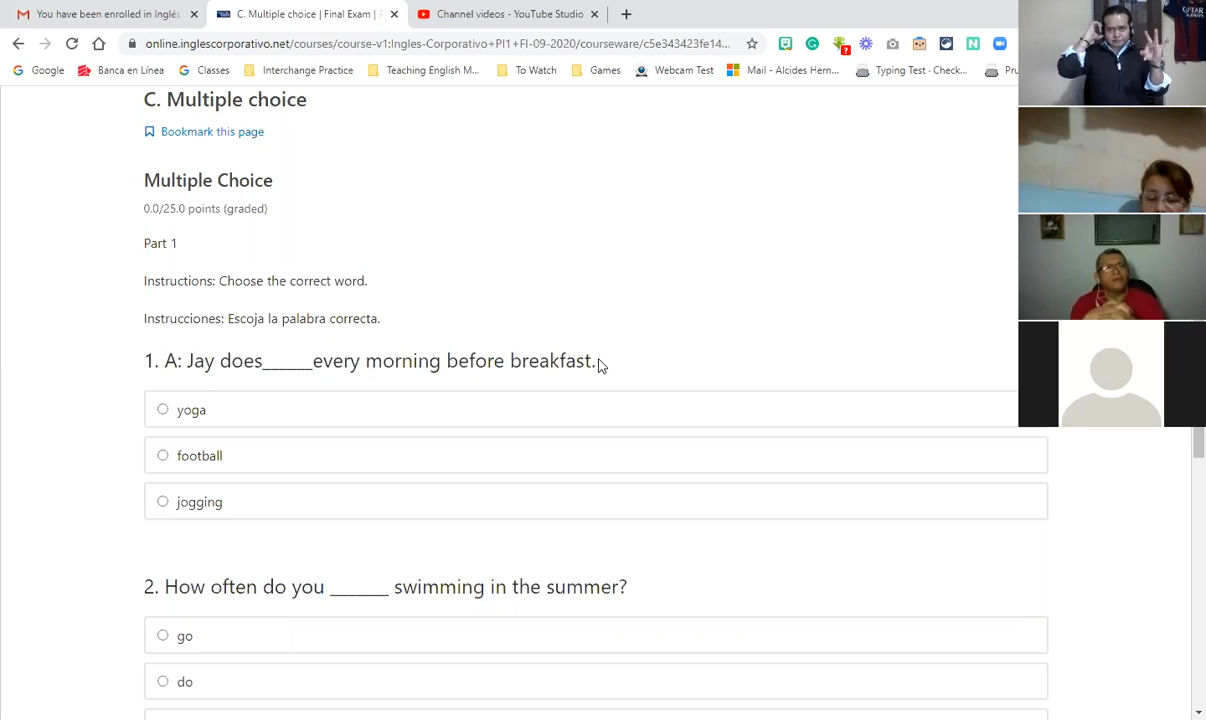 You have been enrolled in Inglés
C. Multiple choice | Final Exam |
Channel videos - YouTube Studio
online.inglescorporativo.net/courses/course-v1:Ingles-Corporativo+PI1+FI-09-2020/courseware/c5e343423fe14...
Google
Banca en Línea
Classes
Interchange Practice
Teaching English M...
To Watch
Games
Webcam Test
Mail - Alcides Hern...
Typing Test · Check...
Pru
C. Multiple choice
Bookmark this page
Multiple Choice
0.0/25.0 points (graded)
Part 1
Instructions: Choose the correct word.
Instrucciones: Escoja la palabra correcta.
1. A: Jay does______every morning before breakfast.
yoga
football
jogging
2. How often do you ______ swimming in the summer?
go
do
QATAR
AIRWAYS